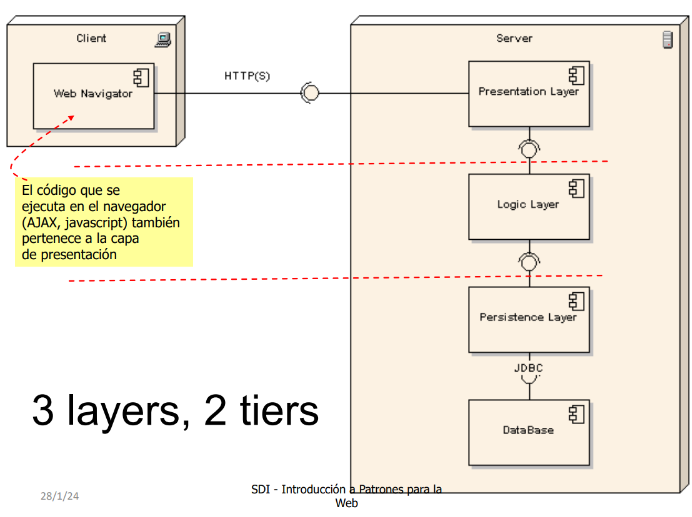 Client
Server
Web Navigator
HTTP(S)
Presentation Layer
El código que se
ejecuta en el navegador
(AJAX, javascript) también
pertenece a la capa
de presentación
Logic Layer
Persistence Layer
JDBC
3 layers, 2 tiers
DataBase
28/1/24
SDI - Introducción a Patrones para la
Web